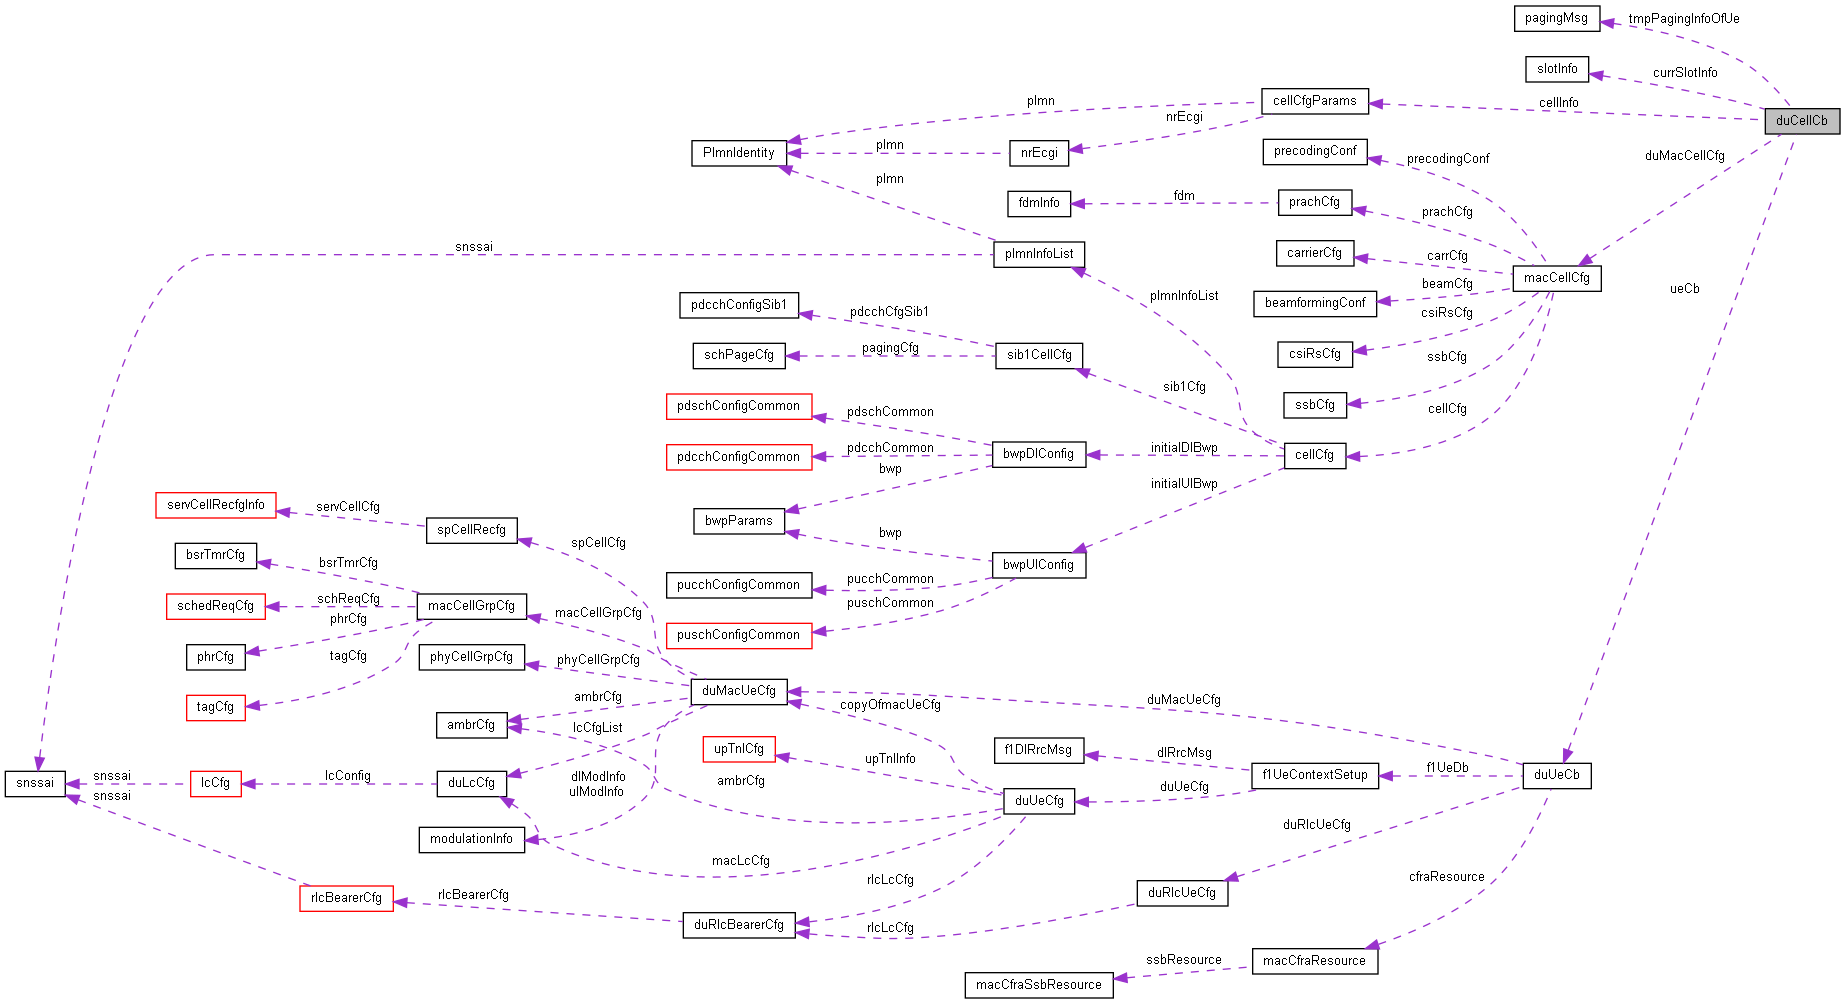 pagingMsg
tmpPagingInfoOfUe
slotInfo
currSlotInfo
cellCfgParams
cellInfo
duCellCb
plmn
nrEcgi
PlmnIdentity
plmn
nrEcgi
precodingConf
precodingConf
duMacCellCfg
plmn
fdmInfo
fdm
prachCfg
prachCfg
snssai
plmnInfoList
carrierCfg
carrCfg
macCellCfg
beamCfg
ueCb
plmnInfoList
beamformingConf
csiRsCfg
pdcchConfigSib1
pdcchCfgSib1
schPageCfg
pagingCfg
sib1CellCfg
csiRsCfg
ssbCfg
sib1Cfg
pdschConfigCommon
pdschCommon
ssbCfg
cellCfg
pdcchConfigCommon
pdcchCommon
bwpDlConfig
initialDlBwp
cellCfg
bwp
initialUlBwp
servCellRecfgInfo
servCellCfg
spCellRecfg
bwpParams
spCellCfg
bwp
bsrTmrCfg
bsrTmrCfg
bwpUlConfig
pucchConfigCommon
pucchCommon
schedReqCfg
schReqCfg
macCellGrpCfg
macCellGrpCfg
puschCommon
phrCfg
puschConfigCommon
phrCfg
tagCfg
phyCellGrpCfg
phyCellGrpCfg
duMacUeCfg
ambrCfg
copyOfmacUeCfg
duMacUeCfg
tagCfg
ambrCfg
lcCfgList
upTnlCfg
upTnlInfo
f1DlRrcMsg
dlRrcMsg
snssai
snssai
lcCfg
lcConfig
duLcCfg
dlModInfo
ulModInfo
ambrCfg
f1UeContextSetup
f1UeDb
duUeCb
duUeCfg
duUeCfg
snssai
modulationInfo
duRlcUeCfg
macLcCfg
rlcLcCfg
cfraResource
rlcBearerCfg
rlcBearerCfg
duRlcUeCfg
duRlcBearerCfg
rlcLcCfg
ssbResource
macCfraResource
macCfraSsbResource